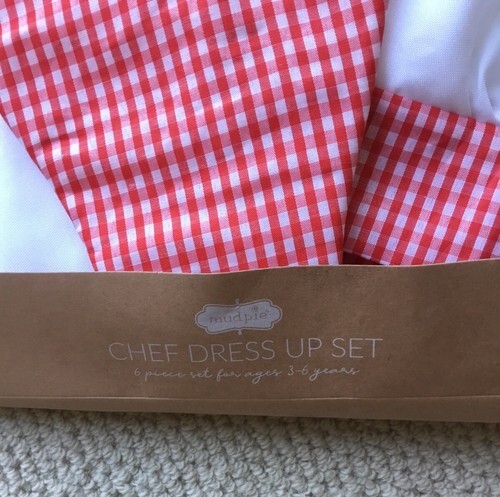 mudpie
CHEF DRESS UP SET
6 piece set for ages 3-6 years